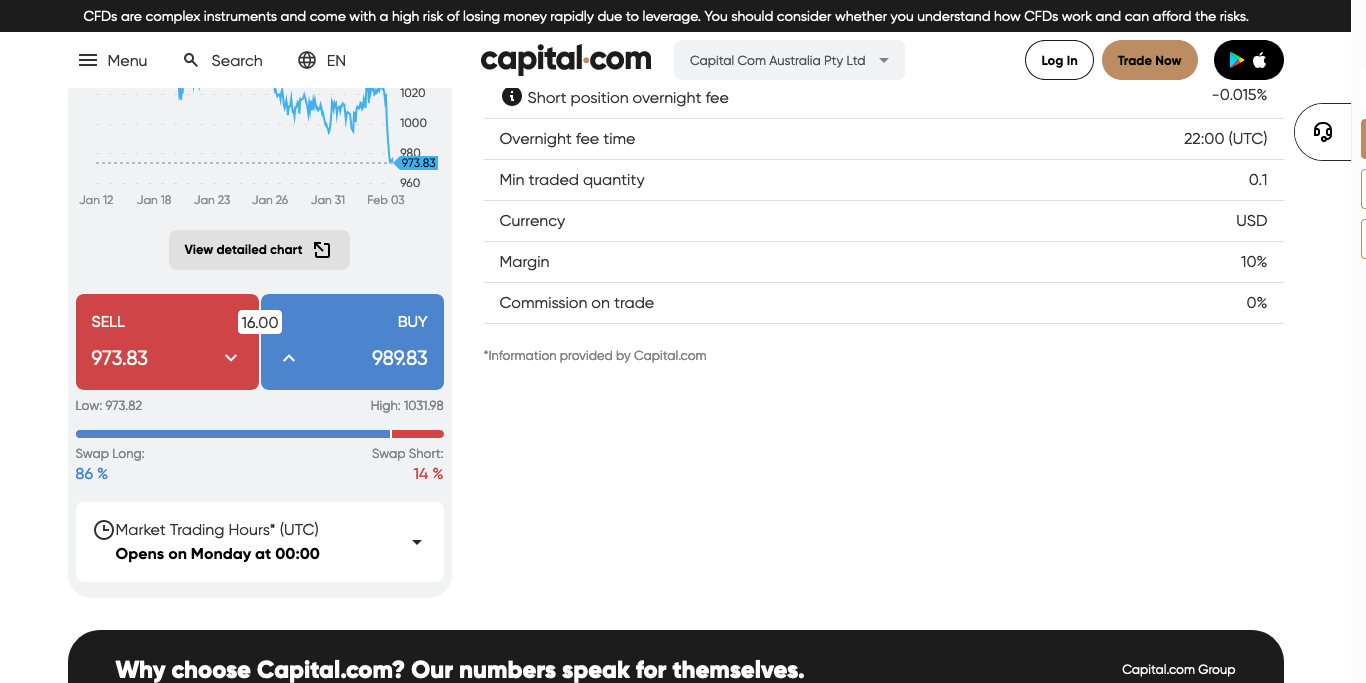 CFDs are complex instruments and come with a high risk of losing money rapidly due to leverage. You should consider whether you understand how CFDs work and can afford the risks.
Menu
Search
EN
capital.com
Capital Com Australia Pty Ltd
Log In
Trade Now
1020
1000
980
973.83
960
Jan 12
Jan 18
Jan 23
Jan 26
Jan 31
Feb 03
View detailed chart
SELL
16.00
BUY
973.83
989.83
Low: 973.82
High: 1031.98
Swap Long:
Swap Short:
86 %
14 %
Market Trading Hours* (UTC)
Opens on Monday at 00:00
Short position overnight fee
-0.015%
Overnight fee time
22:00 (UTC)
Min traded quantity
0.1
Currency
USD
Margin
10%
Commission on trade
0%
*Information provided by Capital.com
Why choose Capital.com? Our numbers speak for themselves.
Capital.com Group